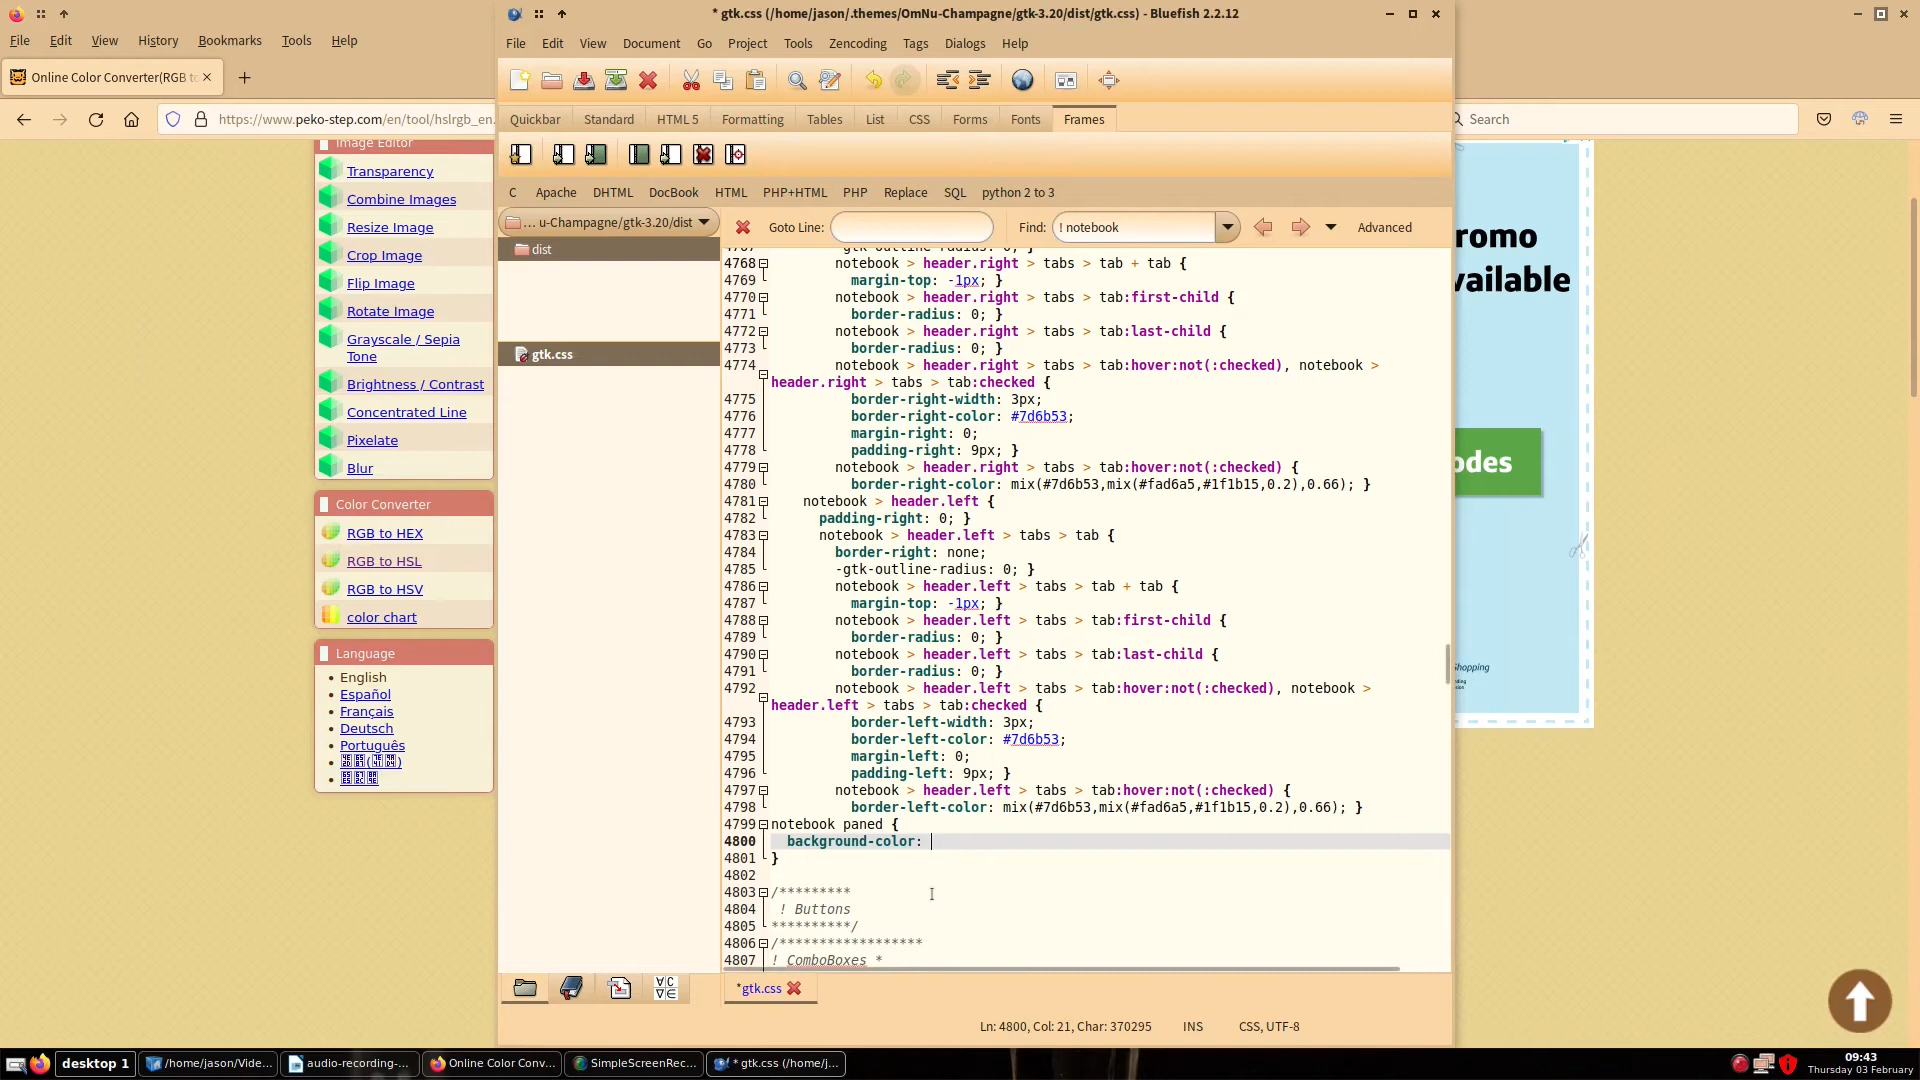 * gtk.css (/home/jason/.themes/OmNu-Champagne/gtk-3.20/dist/gtk.css) - Bluefish 2.2.12
File Edit View History Bookmarks Tools Help
File Edit View Document Go Project Tools Zencoding Tags Dialogs Help
Online Color Converter(RGB to
https://www.peko-step.com/en/tool/hslrgb_en.
Search
Quickbar Standard HTML 5 Formatting Tables List CSS Forms Fonts Frames
C Apache DHTML DocBook HTML PHP+HTML PHP Replace SQL python 2 to 3
... u-Champagne/gtk-3.20/dist
Goto Line: Find: ! notebook Advanced
dist
gtk.css
Image Editor
Transparency
Combine Images
Resize Image
Crop Image
Flip Image
Rotate Image
Grayscale / Sepia
Tone
Brightness / Contrast
Concentrated Line
Pixelate
Blur
Color Converter
RGB to HEX
RGB to HSL
RGB to HSV
color chart
Language
English
Español
Français
Deutsch
Português
4767 -gtk-outline-radius: 0; }
4768 notebook > header.right > tabs > tab + tab {
4769 margin-top: -1px; }
4770 notebook > header.right > tabs > tab:first-child {
4771 border-radius: 0; }
4772 notebook > header.right > tabs > tab:last-child {
4773 border-radius: 0; }
4774 notebook > header.right > tabs > tab:hover:not(:checked), notebook >
header.right > tabs > tab:checked {
4775 border-right-width: 3px;
4776 border-right-color: #7d6b53;
4777 margin-right: 0;
4778 padding-right: 9px; }
4779 notebook > header.right > tabs > tab:hover:not(:checked) {
4780 border-right-color: mix(#7d6b53,mix(#fad6a5,#1f1b15,0.2),0.66); }
4781 notebook > header.left {
4782 padding-right: 0; }
4783 notebook > header.left > tabs > tab {
4784 border-right: none;
4785 -gtk-outline-radius: 0; }
4786 notebook > header.left > tabs > tab + tab {
4787 margin-top: -1px; }
4788 notebook > header.left > tabs > tab:first-child {
4789 border-radius: 0; }
4790 notebook > header.left > tabs > tab:last-child {
4791 border-radius: 0; }
4792 notebook > header.left > tabs > tab:hover:not(:checked), notebook >
header.left > tabs > tab:checked {
4793 border-left-width: 3px;
4794 border-left-color: #7d6b53;
4795 margin-left: 0;
4796 padding-left: 9px; }
4797 notebook > header.left > tabs > tab:hover:not(:checked) {
4798 border-left-color: mix(#7d6b53,mix(#fad6a5,#1f1b15,0.2),0.66); }
4799 notebook paned {
4800 background-color:
4801 }
4802
4803 /*********
4804 ! Buttons
4805 **********/
4806 /******************
4807 ! ComboBoxes *
romo
vailable
odes
Shopping
*gtk.css
Ln: 4800, Col: 21, Char: 370295 INS CSS, UTF-8
desktop 1 /home/jason/Vide... audio-recording-... Online Color Conv... SimpleScreenRec... * gtk.css (/home/j...
09:43
Thursday 03 February